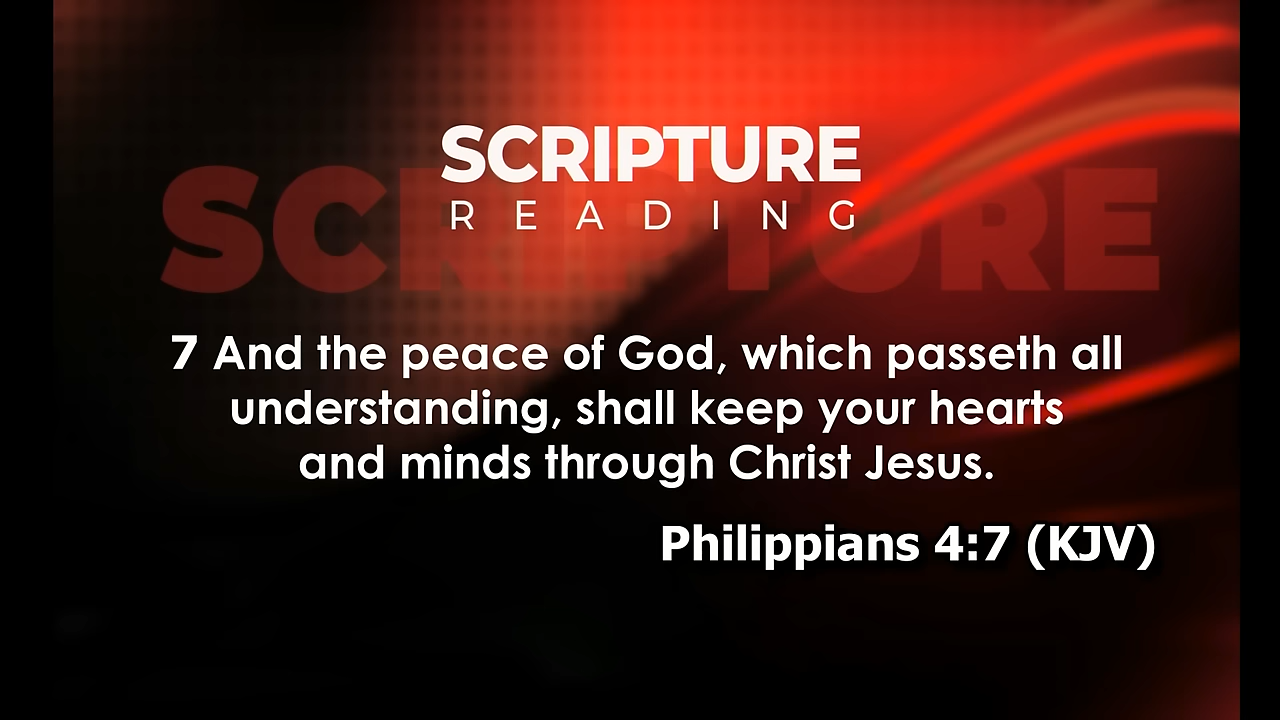 SCRIPTURE
SCRIPTURE
READING
7 And the peace of God, which passeth all
understanding, shall keep your hearts
and minds through Christ Jesus.
Philippians 4:7 (KJV)